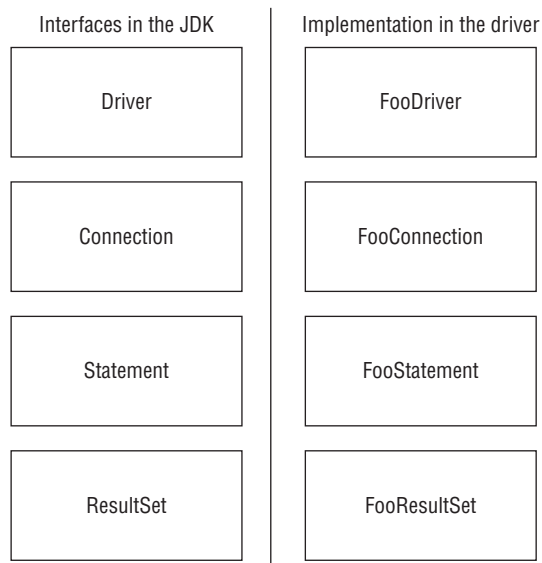 Interfaces in the JDK
Implementation in the driver
Driver
FooDriver
Connection
FooConnection
Statement
FooStatement
ResultSet
FooResultSet